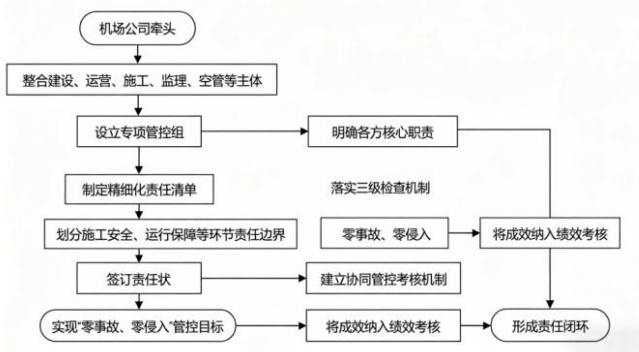 机场公司牵头
整合建设、运营、施工、监理、空管等主体
设立专项管控组
明确各方核心职责
制定精细化责任清单
落实三级检查机制
划分施工安全、运行保障等环节责任边界
零事故、零侵入
将成效纳入绩效考核
签订责任状
建立协同管控考核机制
实现“零事故、零侵入”管控目标
将成效纳入绩效考核
形成责任闭环